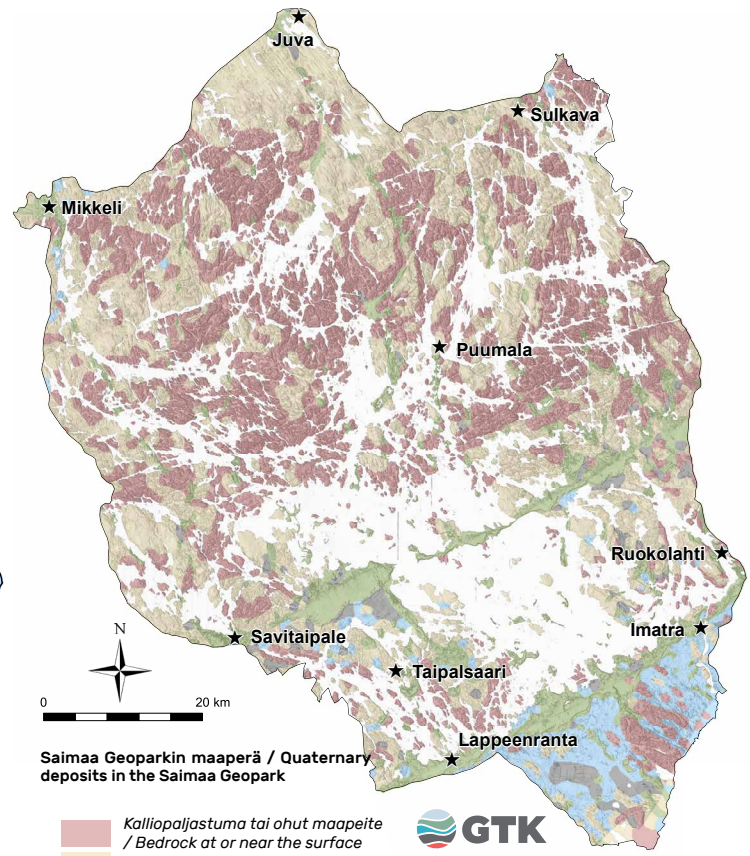 Juva
Sulkava
Mikkeli
Puumala
Ruokolahti
Imatra
Savitaipale
Taipalsaari
Lappeenranta
N
0 20 km
Saimaa Geoparkin maaperä / Quaternary
deposits in the Saimaa Geopark
Kalliopaljastuma tai ohut maapeite
/ Bedrock at or near the surface
GTK